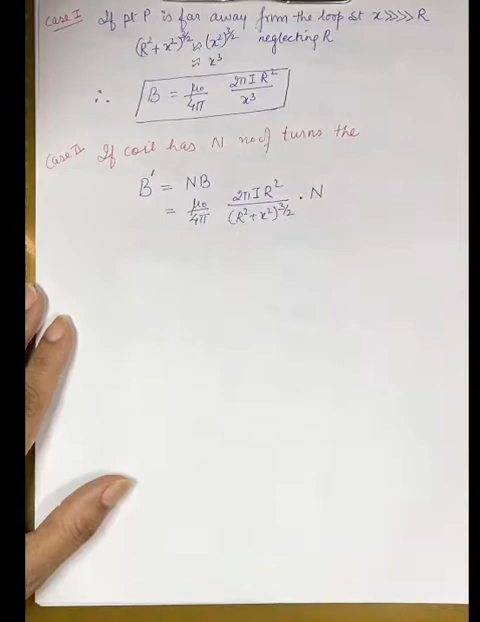 Case I If pt P is far away from the loop st x >>>> R
(R² + x²)^3/2 ≈ (x²)^3/2 neglecting R
≈ x³
∴ B = μ₀/4π 2πIR²/x³
Case II If coil has N no of turns the
B' = NB
= μ₀/4π 2πIR²/(R² + x²)^3/2 . N